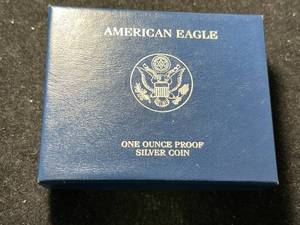 AMERICAN EAGLE
ONE OUNCE PROOF
SILVER COIN